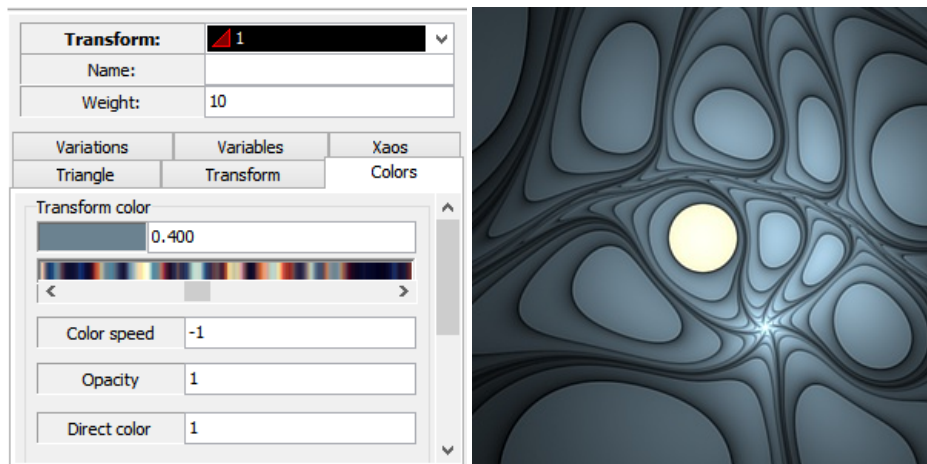 Transform: 1
Name:
Weight: 10
Variations Variables Xaos
Triangle Transform Colors
Transform color
0.400
Color speed -1
Opacity 1
Direct color 1